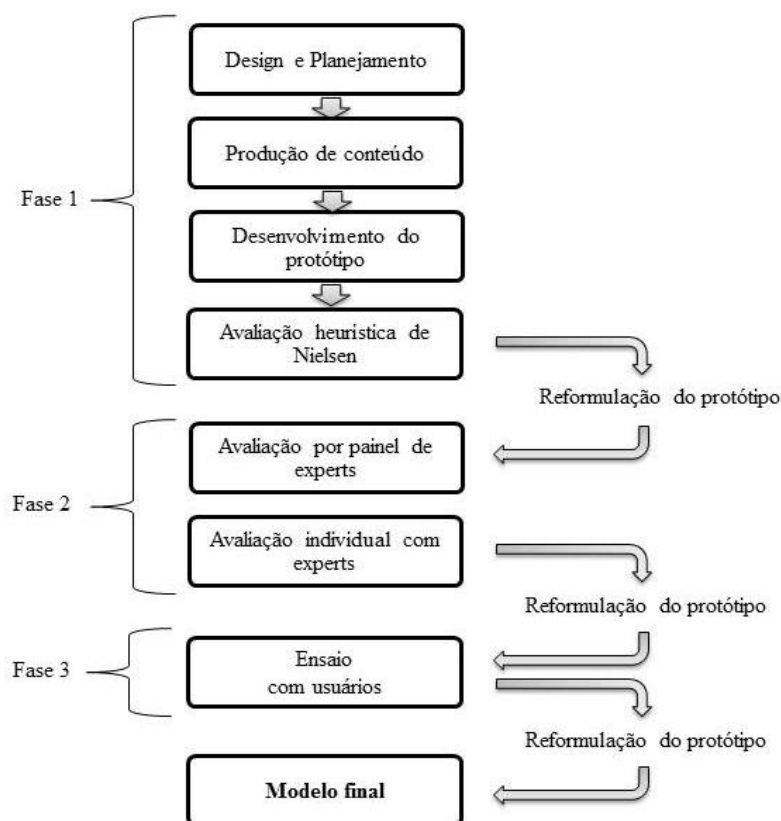 Design e Planejamento
Produção de conteúdo
Fase 1
Desenvolvimento do
protótipo
Avaliação heuristica de
Nielsen
Reformulação do protótipo
Avaliação por painel de
experts
Fase 2
Avaliação individual com
experts
Reformulação do protótipo
Fase 3
Ensaio
com usuários
Reformulação do protótipo
Modelo final